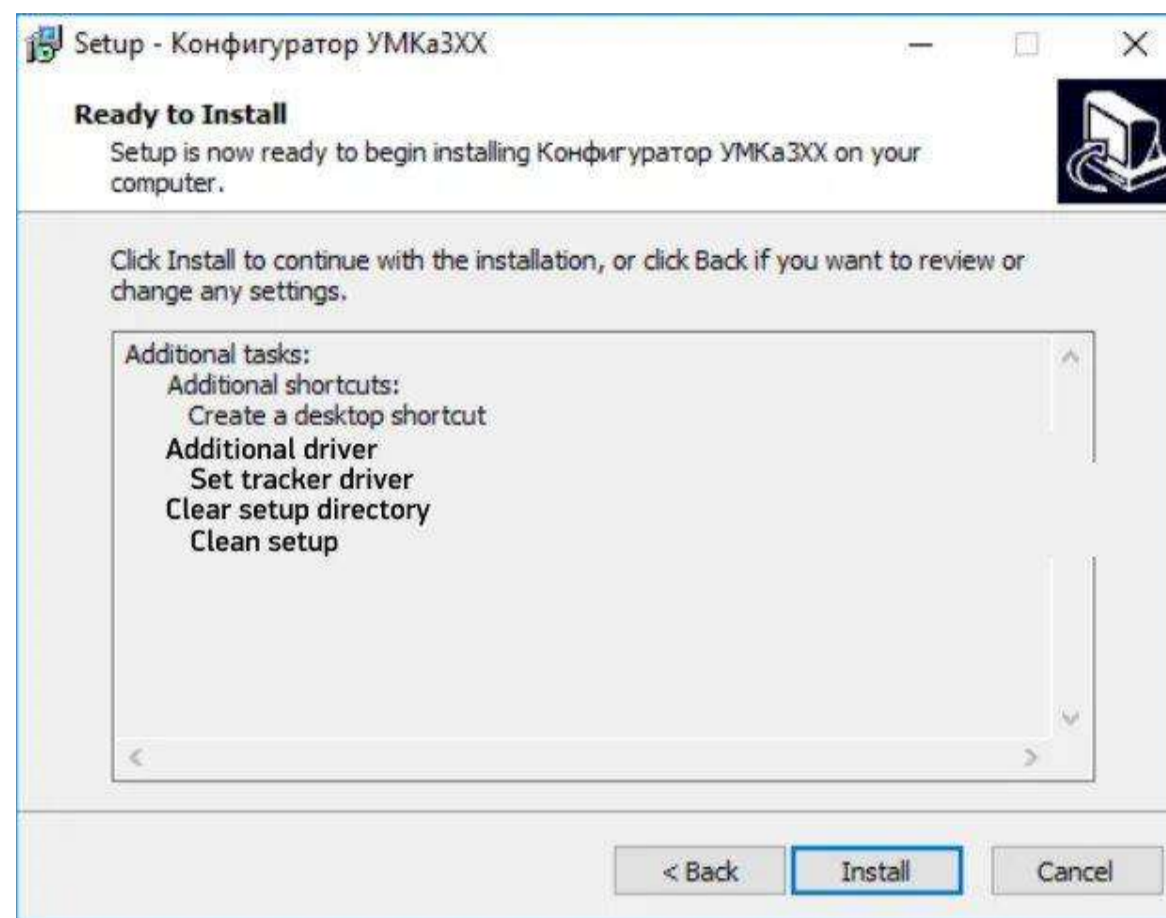 Setup - Конфигуратор УМКа3XX
Ready to Install
Setup is now ready to begin installing Конфигуратор УМКа3XX on your
computer.
Click Install to continue with the installation, or click Back if you want to review or
change any settings.
Additional tasks:
Additional shortcuts:
Create a desktop shortcut
Additional driver
Set tracker driver
Clear setup directory
Clean setup
< Back
Install
Cancel